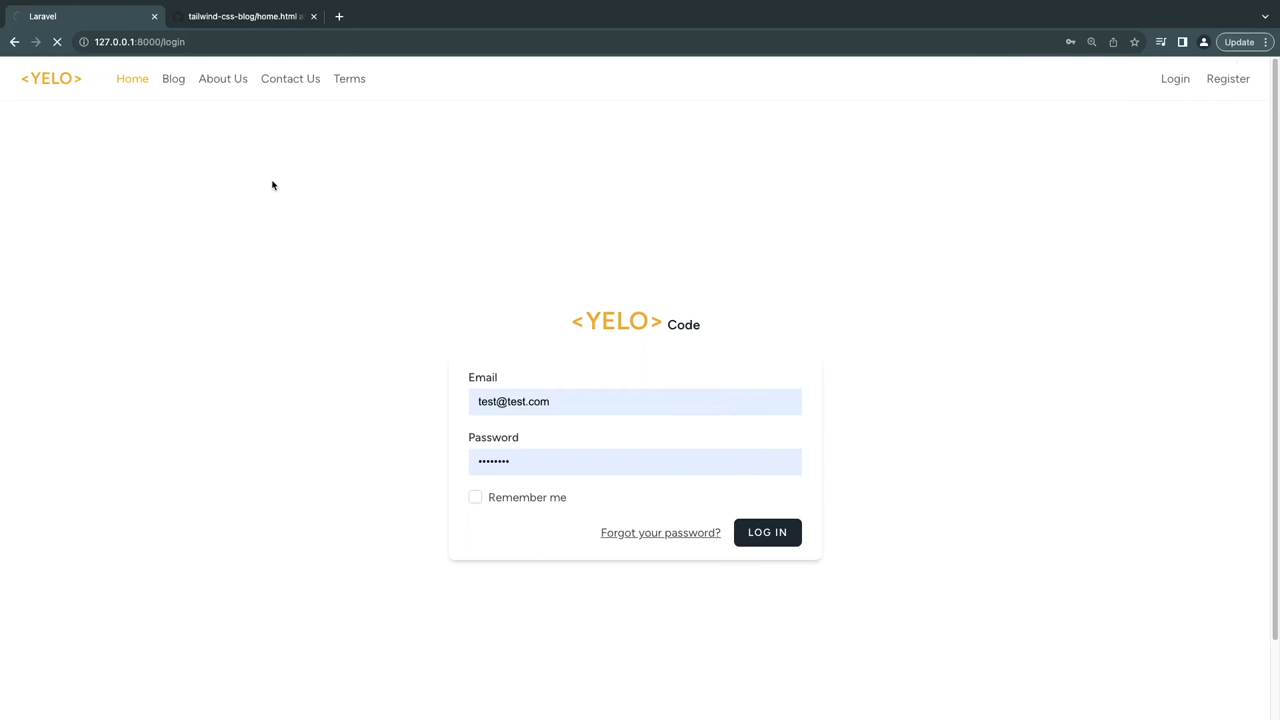 Laravel
tailwind-css-blog/home.html a
127.0.0.1:8000/login
Update
<YELO>
Home
Blog
About Us
Contact Us
Terms
Login
Register
<YELO> Code
Email
test@test.com
Password
••••••••
Remember me
Forgot your password?
LOG IN